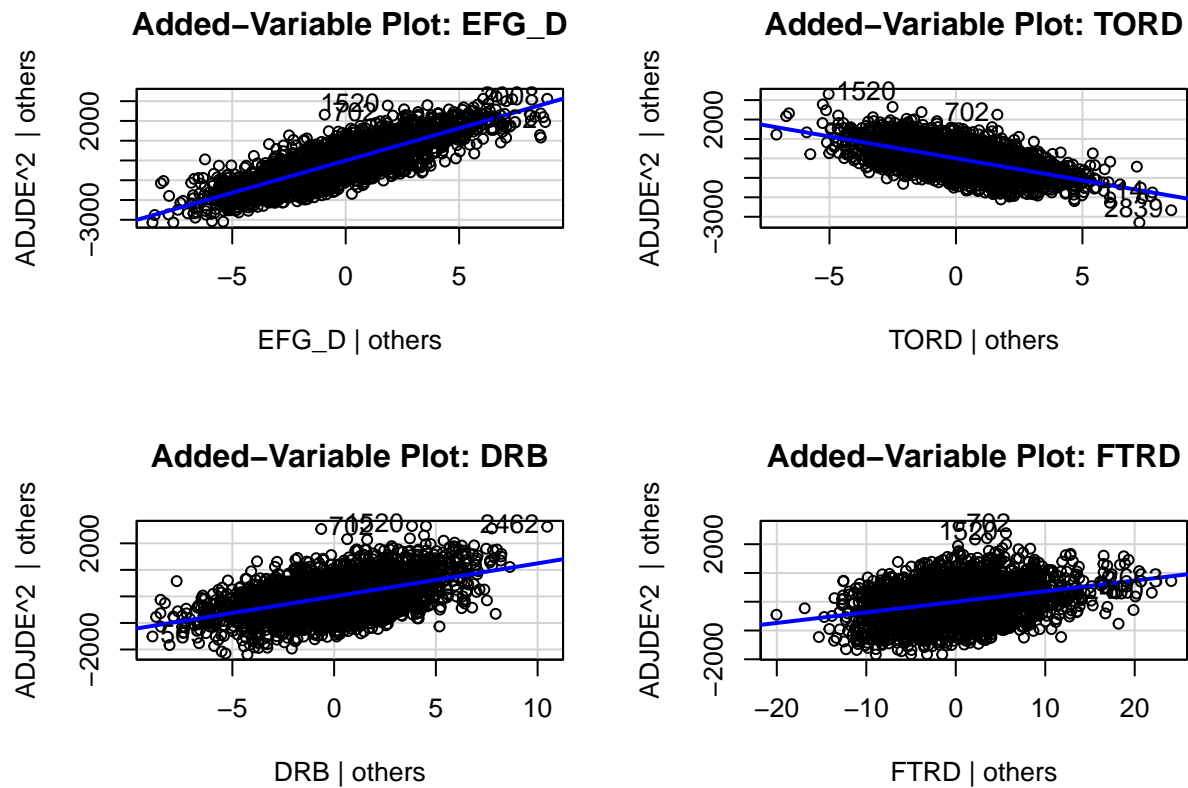 Added−Variable Plot: EFG_D
ADJDE^2 | others
2000
−3000
1520
702
−5 0 5
EFG_D | others
Added−Variable Plot: TORD
ADJDE^2 | others
2000
−3000
1520
702
2839
−5 0 5
TORD | others
Added−Variable Plot: DRB
ADJDE^2 | others
2000
−2000
702
1520
2462
−5 0 5 10
DRB | others
Added−Variable Plot: FTRD
ADJDE^2 | others
2000
−2000
702
1520
−20 −10 0 10 20
FTRD | others